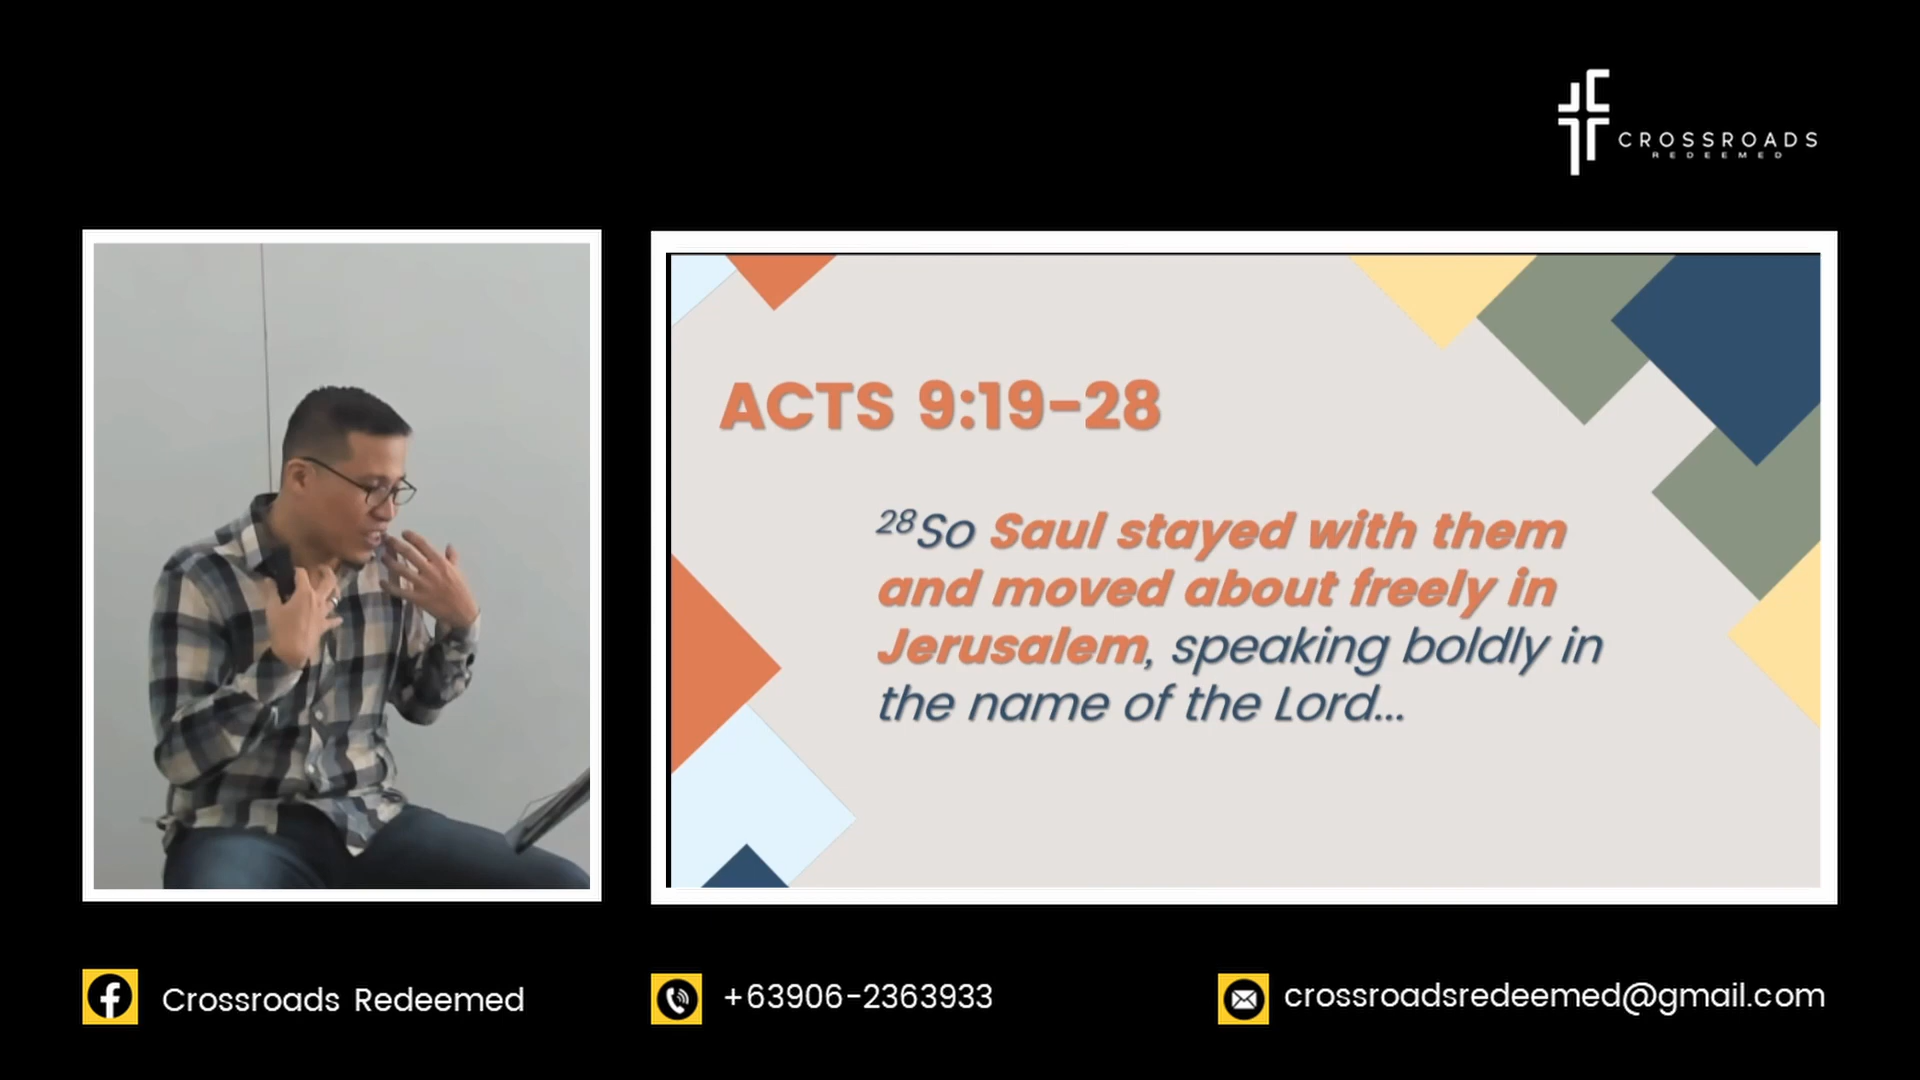 CROSSROADS
REDEEMED
ACTS 9:19-28
28So Saul stayed with them
and moved about freely in
Jerusalem, speaking boldly in
the name of the Lord...
Crossroads Redeemed
+63906-2363933
crossroadsredeemed@gmail.com